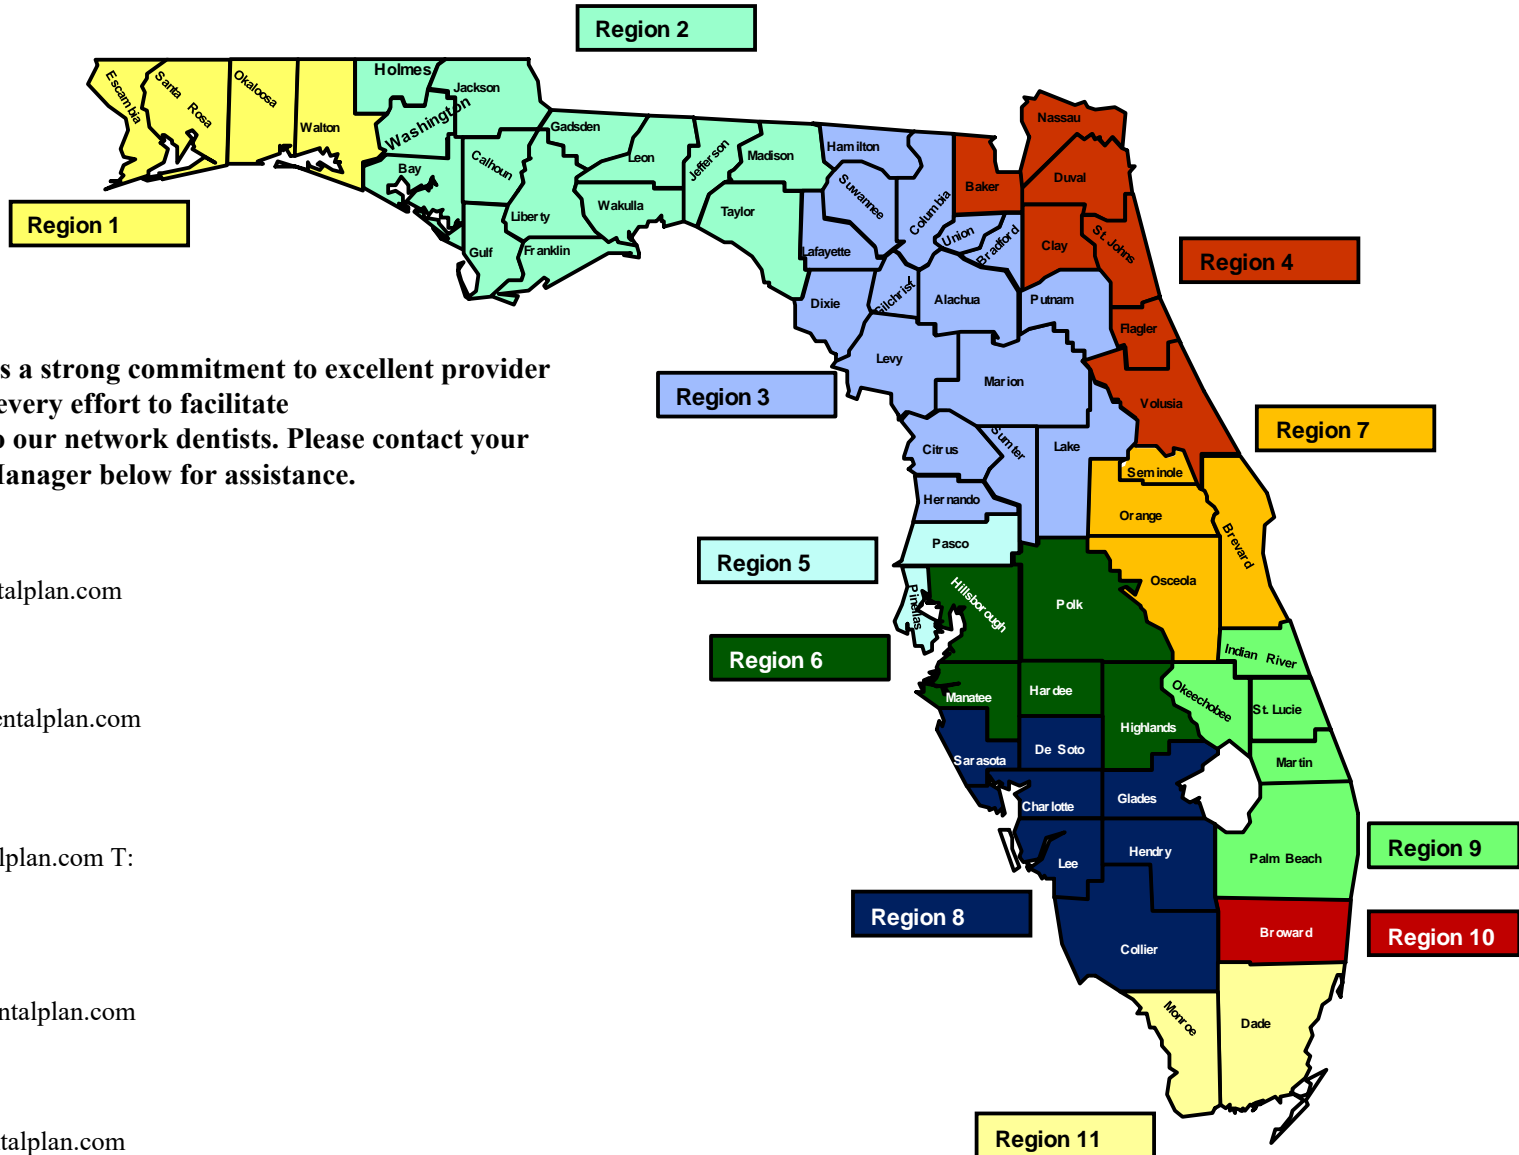 Region 2
Holmes
Jackson
Escambia
Santa Rosa
Okaloosa
Walton
Washington
Bay
Calhoun
Gadsden
Leon
Jefferson
Madison
Liberty
Wakulla
Taylor
Gulf
Franklin
Region 1
Hamilton
Suwannee
Columbia
Lafayette
Baker
Nassau
Duval
Union
Bradford
Clay
St. Johns
Region 4
Dixie
Gilchrist
Alachua
Putnam
Flagler
Levy
Marion
Volusia
Region 3
s a strong commitment to excellent provider
every effort to facilitate
o our network dentists. Please contact your
Manager below for assistance.
Region 7
Citrus
Sumter
Lake
Seminole
Hernando
Orange
Brevard
Pasco
Region 5
Osceola
Pinellas
Hillsborough
Polk
talplan.com
Region 6
Indian River
Manatee
Hardee
Okeechobee
St. Lucie
Highlands
entalplan.com
Sarasota
De Soto
Martin
Charlotte
Glades
Region 9
Lee
Hendry
Palm Beach
lplan.com T:
Region 8
Broward
Region 10
Collier
Monroe
Dade
ntalplan.com
Region 11
talplan.com